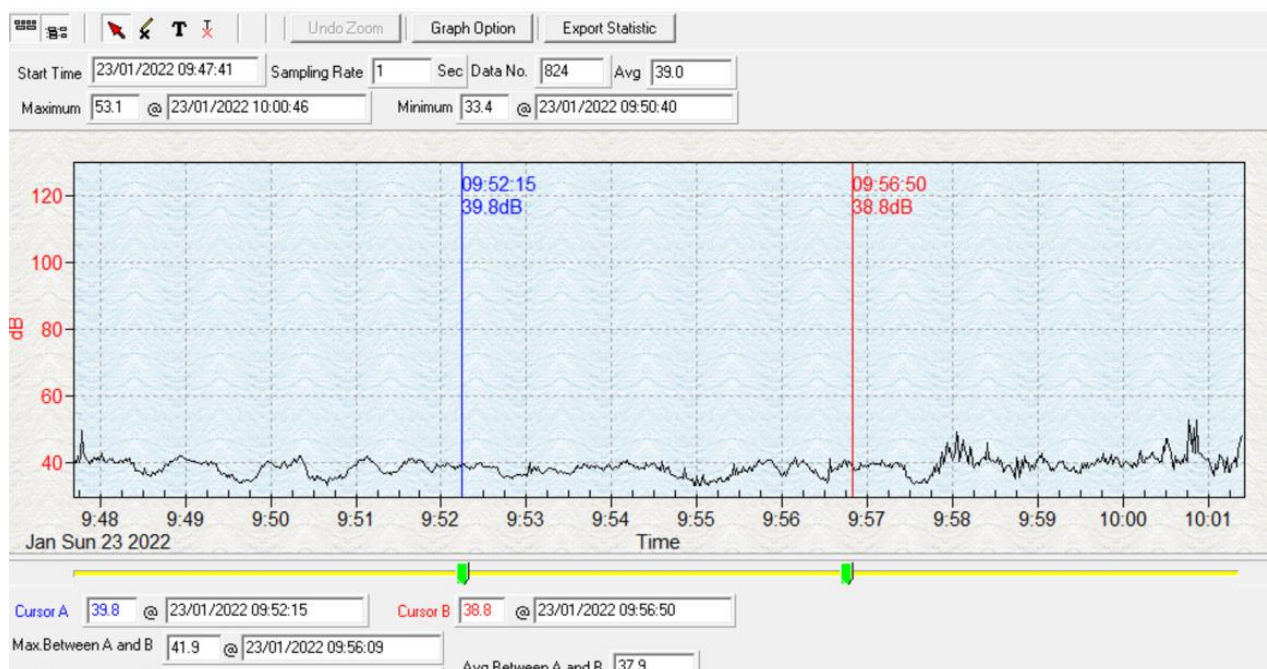 T T
Undo Zoom Graph Option Export Statistic
Start Time 23/01/2022 09:47:41 Sampling Rate 1 Sec Data No. 824 Avg 39.0
Maximum 53.1 @ 23/01/2022 10:00:46 Minimum 33.4 @ 23/01/2022 09:50:40
09:52:15 09:56:50
39.8dB 38.8dB
120
100
dB
80
60
40
9:48 9:49 9:50 9:51 9:52 9:53 9:54 9:55 9:56 9:57 9:58 9:59 10:00 10:01
Jan Sun 23 2022 Time
Cursor A 39.8 @ 23/01/2022 09:52:15 Cursor B 38.8 @ 23/01/2022 09:56:50
Max.Between A and B 41.9 @ 23/01/2022 09:56:09
Avg.Between A and B 37.9